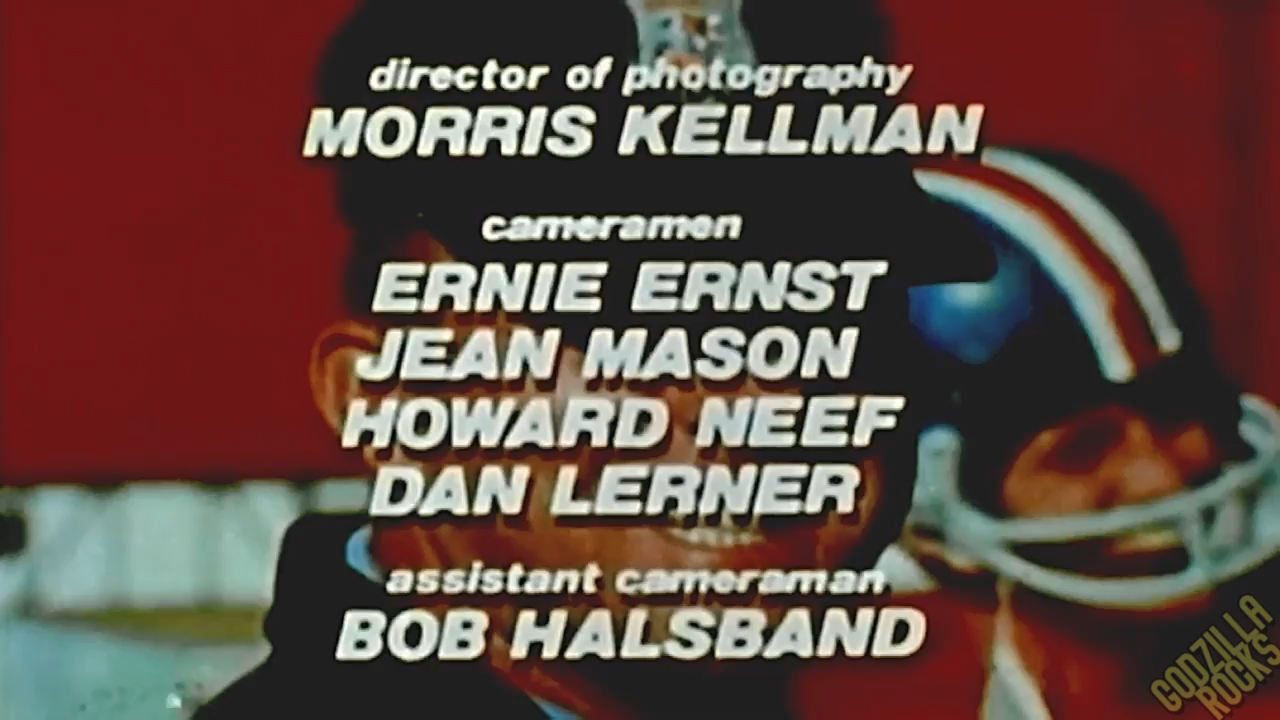 director of photography
MORRIS KELLMAN
cameramen
ERNIE ERNST
JEAN MASON
HOWARD NEEF
DAN LERNER
assistant cameraman
BOB HALSBAND
GODZILLA
ROCKS